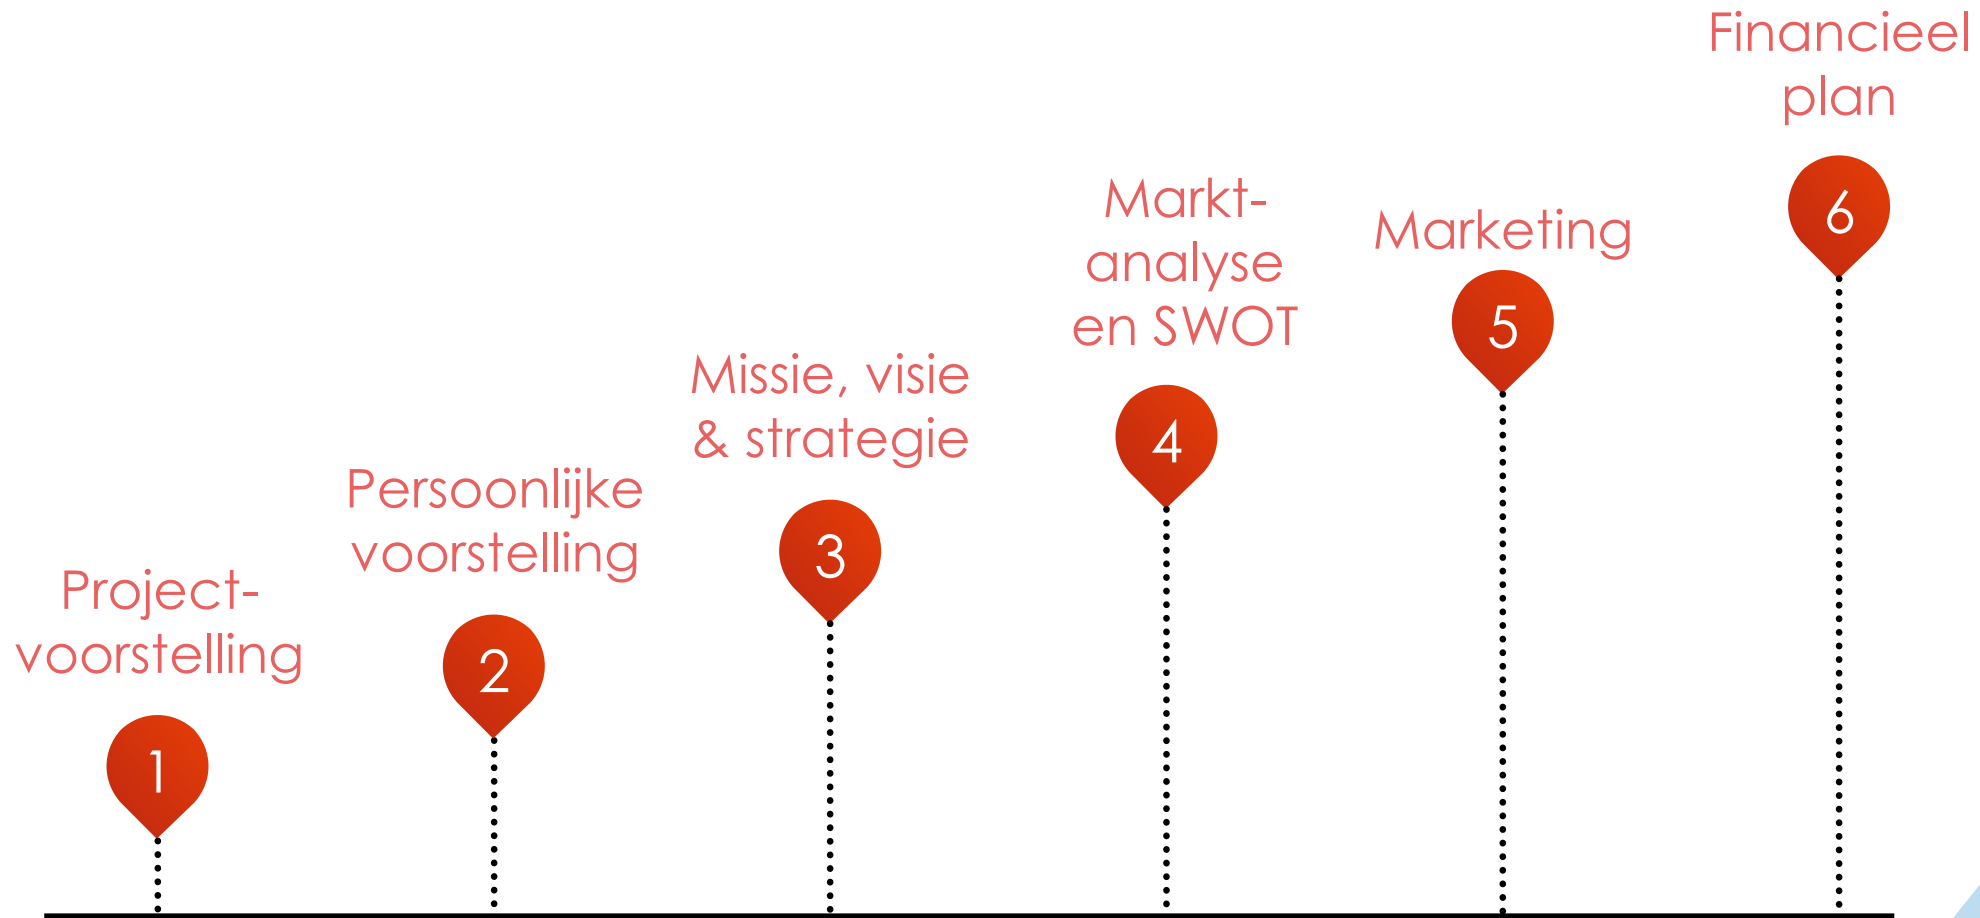 Project-
voorstelling
1
Persoonlijke
voorstelling
2
Missie, visie
& strategie
3
Markt-
analyse
en SWOT
4
Marketing
5
Financieel
plan
6